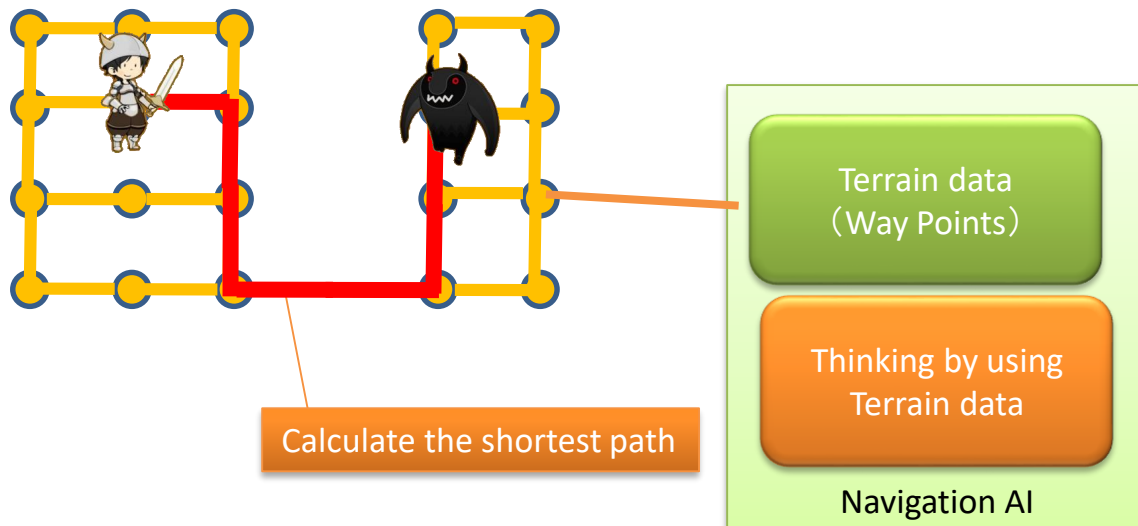 Terrain data
（Way Points）
Thinking by using
Terrain data
Calculate the shortest path
Navigation AI